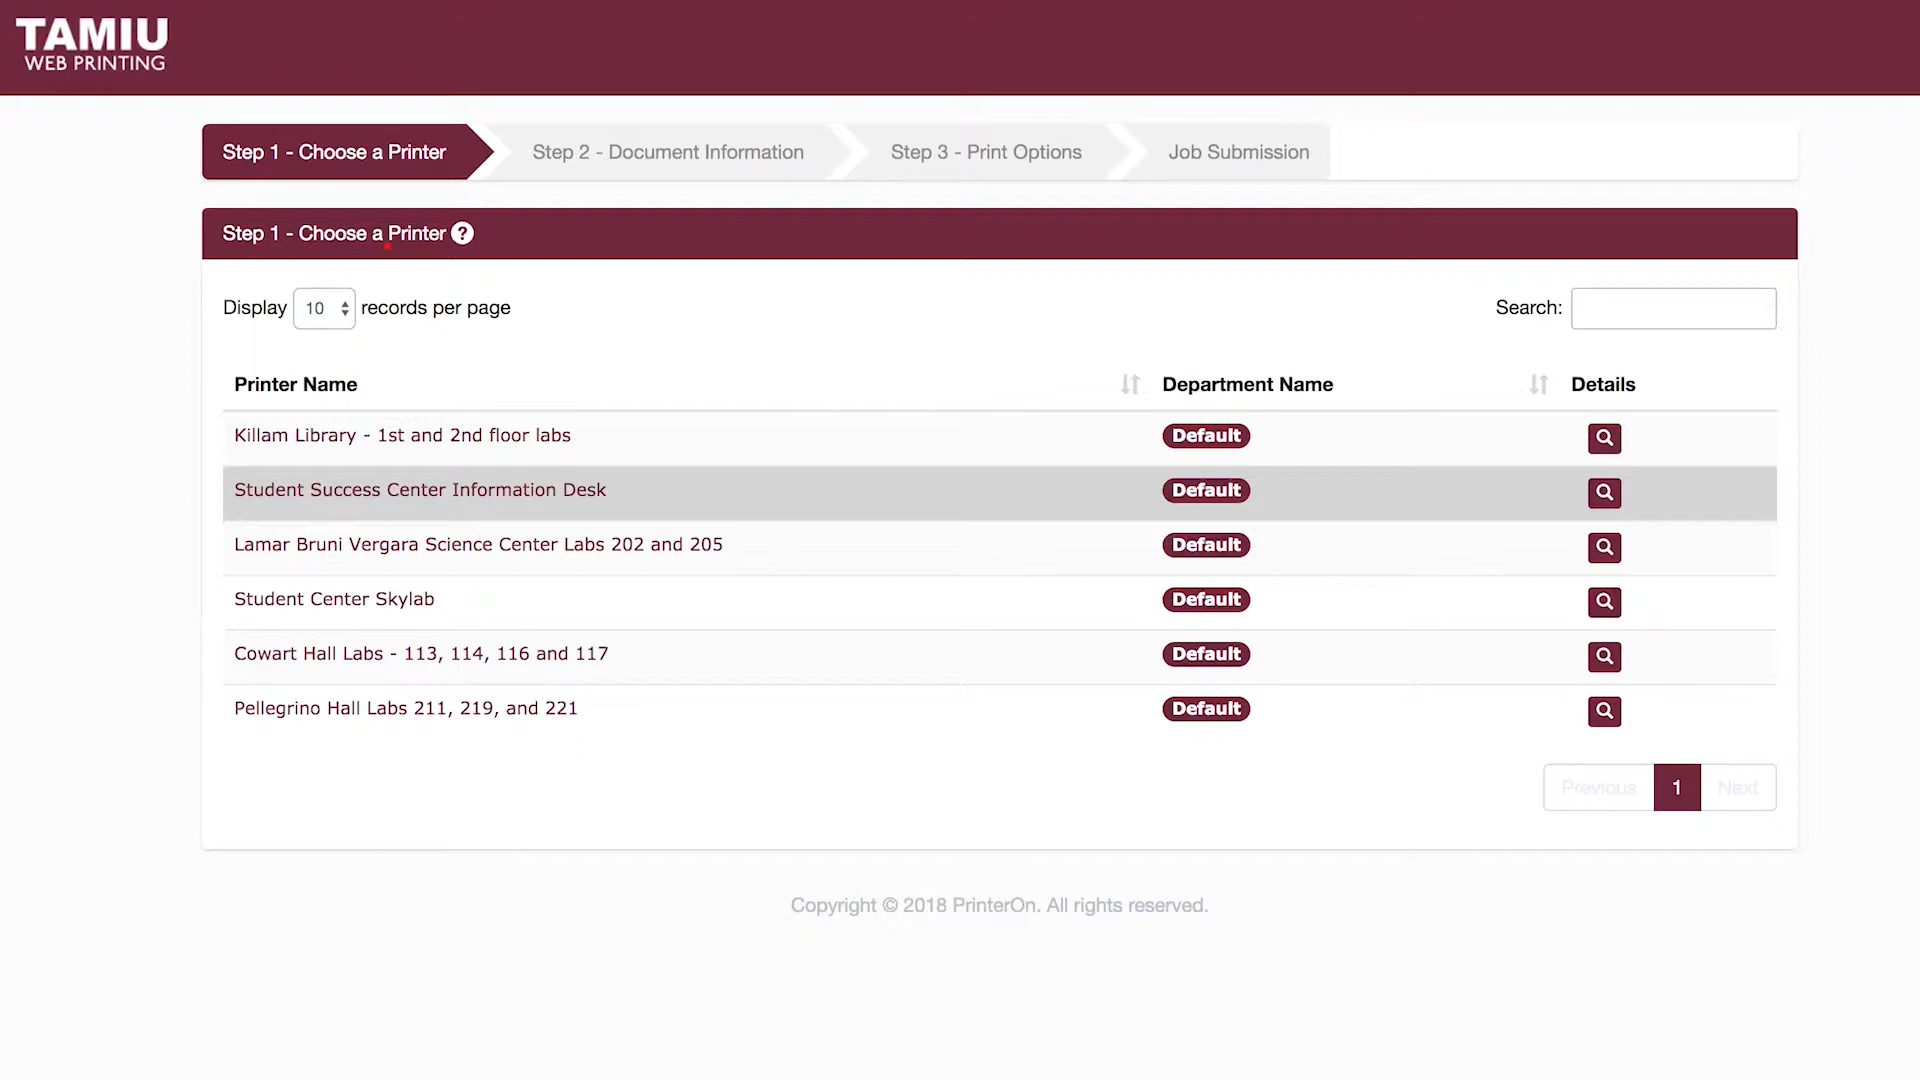 TAMIU
WEB PRINTING
Step 1 - Choose a Printer
Step 2 - Document Information
Step 3 - Print Options
Job Submission
Step 1 - Choose a Printer ?
Display 10 records per page
Search:
Printer Name
Department Name
Details
Killam Library - 1st and 2nd floor labs
Default
Student Success Center Information Desk
Default
Lamar Bruni Vergara Science Center Labs 202 and 205
Default
Student Center Skylab
Default
Cowart Hall Labs - 113, 114, 116 and 117
Default
Pellegrino Hall Labs 211, 219, and 221
Default
Previous 1 Next
Copyright © 2018 PrinterOn. All rights reserved.